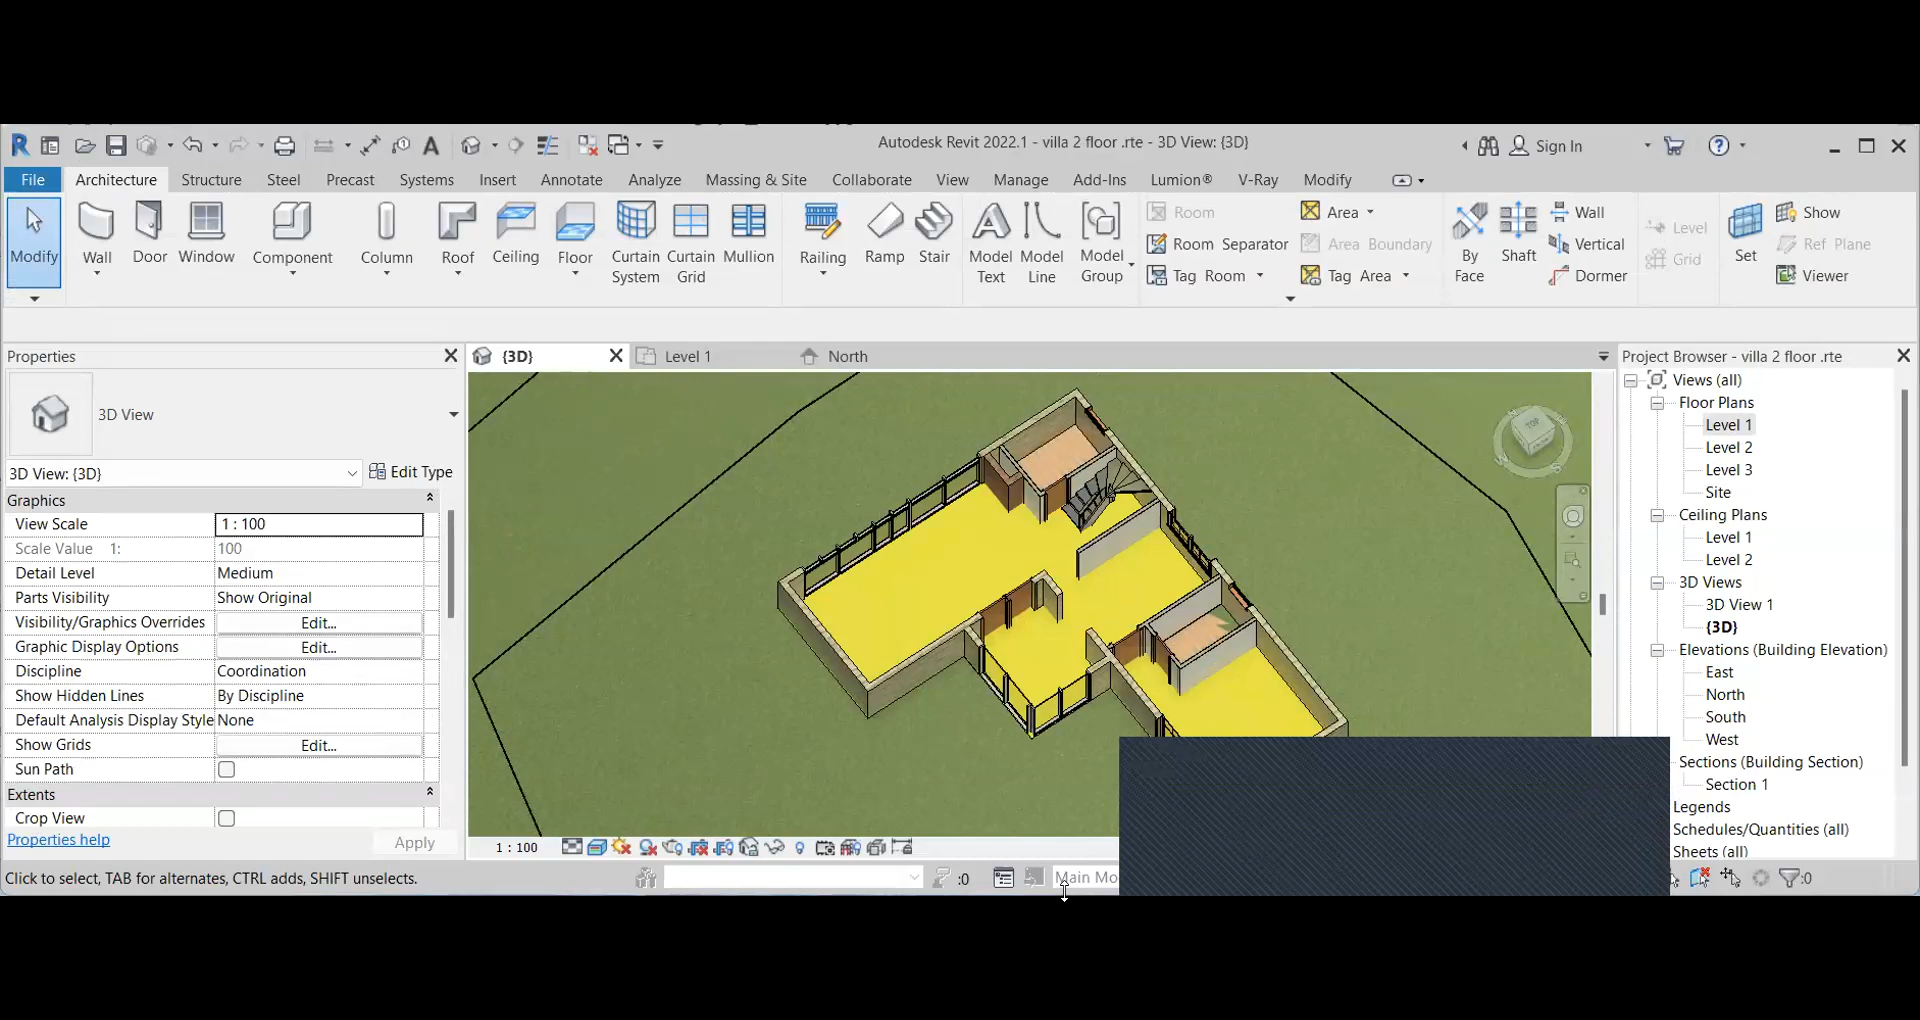 Autodesk Revit 2022.1 - villa 2 floor .rte - 3D View: {3D}
Sign In
File Architecture Structure Steel Precast Systems Insert Annotate Analyze Massing & Site Collaborate View Manage Add-Ins Lumion® V-Ray Modify
Modify
Wall
Door
Window
Component
Column
Roof
Ceiling
Floor
Curtain
System
Curtain
Grid
Mullion
Railing
Ramp
Stair
Model
Text
Model
Line
Model
Group
Room
Room Separator
Tag Room
Area
Area Boundary
Tag Area
By
Face
Shaft
Wall
Vertical
Dormer
Level
Grid
Set
Show
Ref Plane
Viewer
Properties
3D View
3D View: {3D}
Edit Type
Graphics
View Scale 1 : 100
Scale Value 1: 100
Detail Level Medium
Parts Visibility Show Original
Visibility/Graphics Overrides Edit...
Graphic Display Options Edit...
Discipline Coordination
Show Hidden Lines By Discipline
Default Analysis Display Style None
Show Grids Edit...
Sun Path
Extents
Crop View
Properties help
Apply
{3D}
Level 1
North
TOP
1 : 100
Project Browser - villa 2 floor .rte
Views (all)
Floor Plans
Level 1
Level 2
Level 3
Site
Ceiling Plans
Level 1
Level 2
3D Views
3D View 1
{3D}
Elevations (Building Elevation)
East
North
South
West
Sections (Building Section)
Section 1
Legends
Schedules/Quantities (all)
Sheets (all)
Click to select, TAB for alternates, CTRL adds, SHIFT unselects.
:0
Main Mo
:0